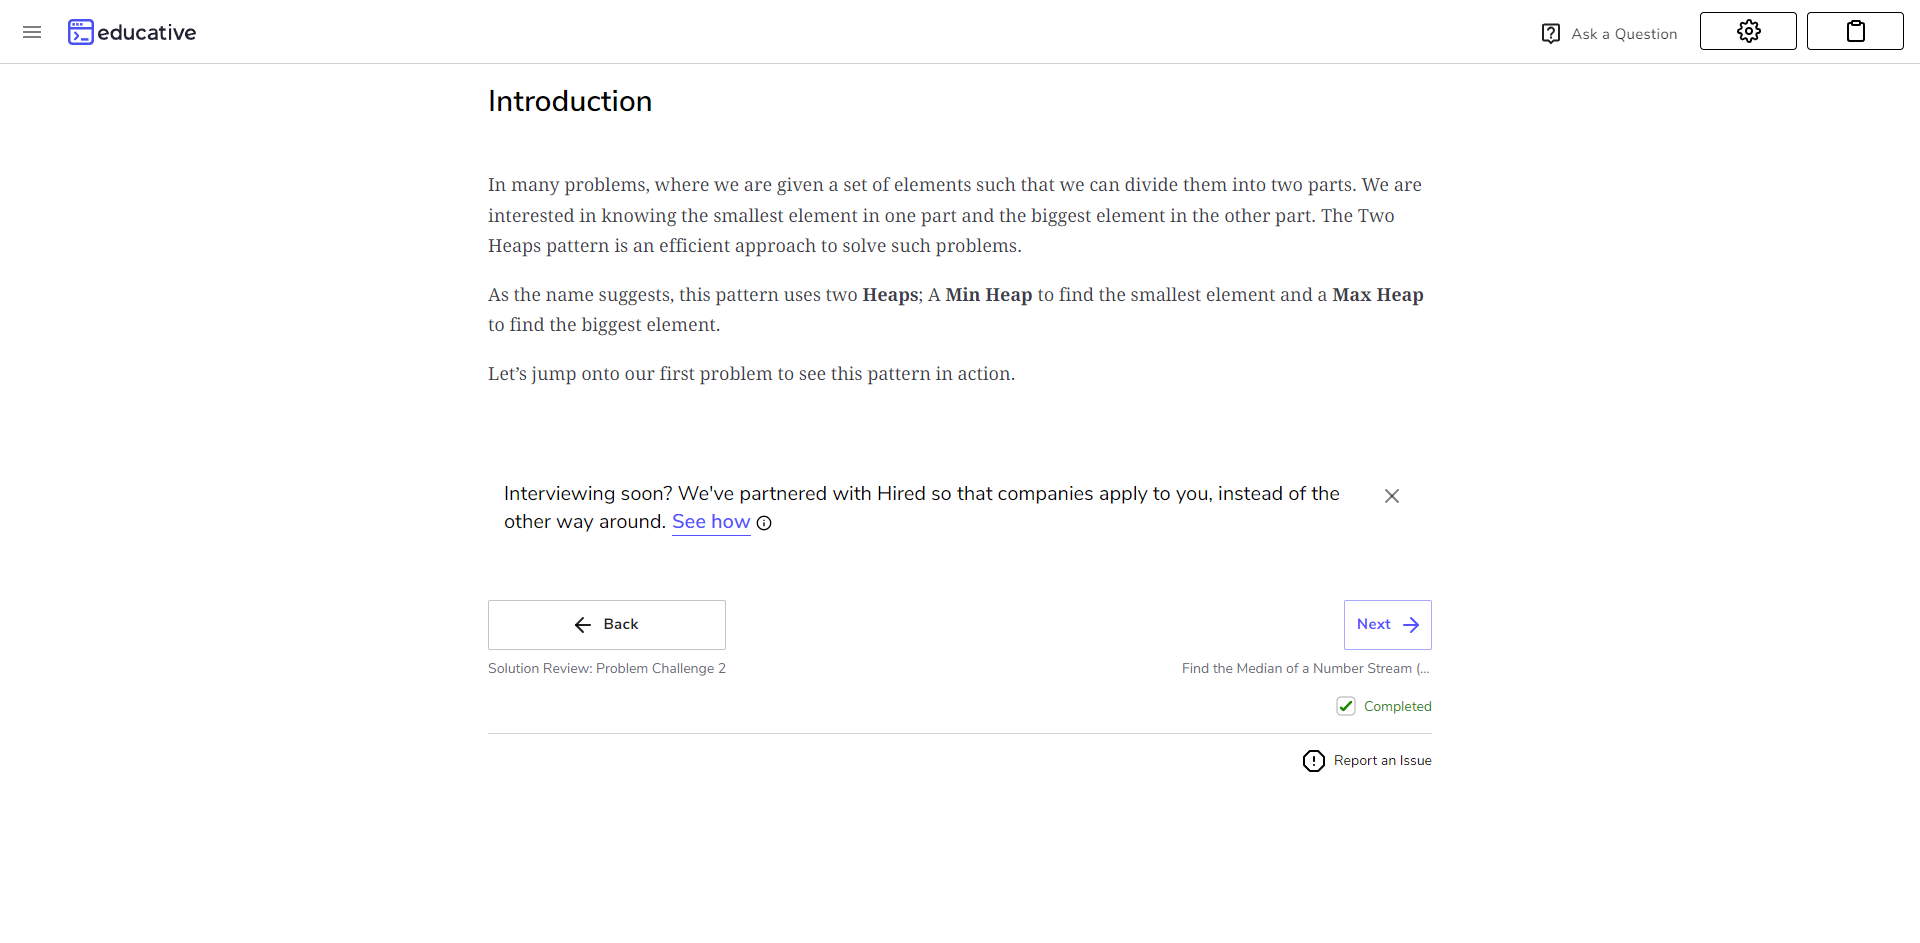 educative
Ask a Question
Introduction
In many problems, where we are given a set of elements such that we can divide them into two parts. We are
interested in knowing the smallest element in one part and the biggest element in the other part. The Two
Heaps pattern is an efficient approach to solve such problems.
As the name suggests, this pattern uses two Heaps; A Min Heap to find the smallest element and a Max Heap
to find the biggest element.
Let’s jump onto our first problem to see this pattern in action.
Interviewing soon? We've partnered with Hired so that companies apply to you, instead of the
other way around. See how
Back
Next
Solution Review: Problem Challenge 2
Find the Median of a Number Stream (...
Completed
Report an Issue